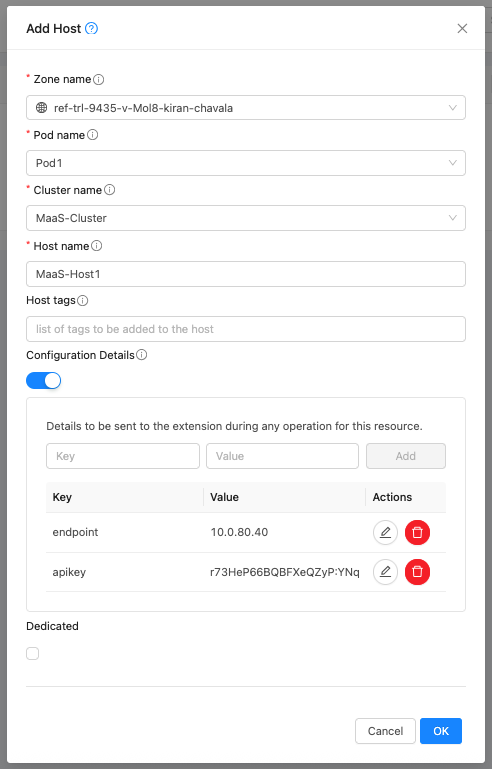 Add Host
* Zone name
ref-trl-9435-v-Mol8-kiran-chavala
* Pod name
Pod1
* Cluster name
MaaS-Cluster
* Host name
MaaS-Host1
Host tags
list of tags to be added to the host
Configuration Details
Details to be sent to the extension during any operation for this resource.
Key Value Add
Key Value Actions
endpoint 10.0.80.40
apikey r73HeP66BQBFXeQZyP:YNq
Dedicated
Cancel OK